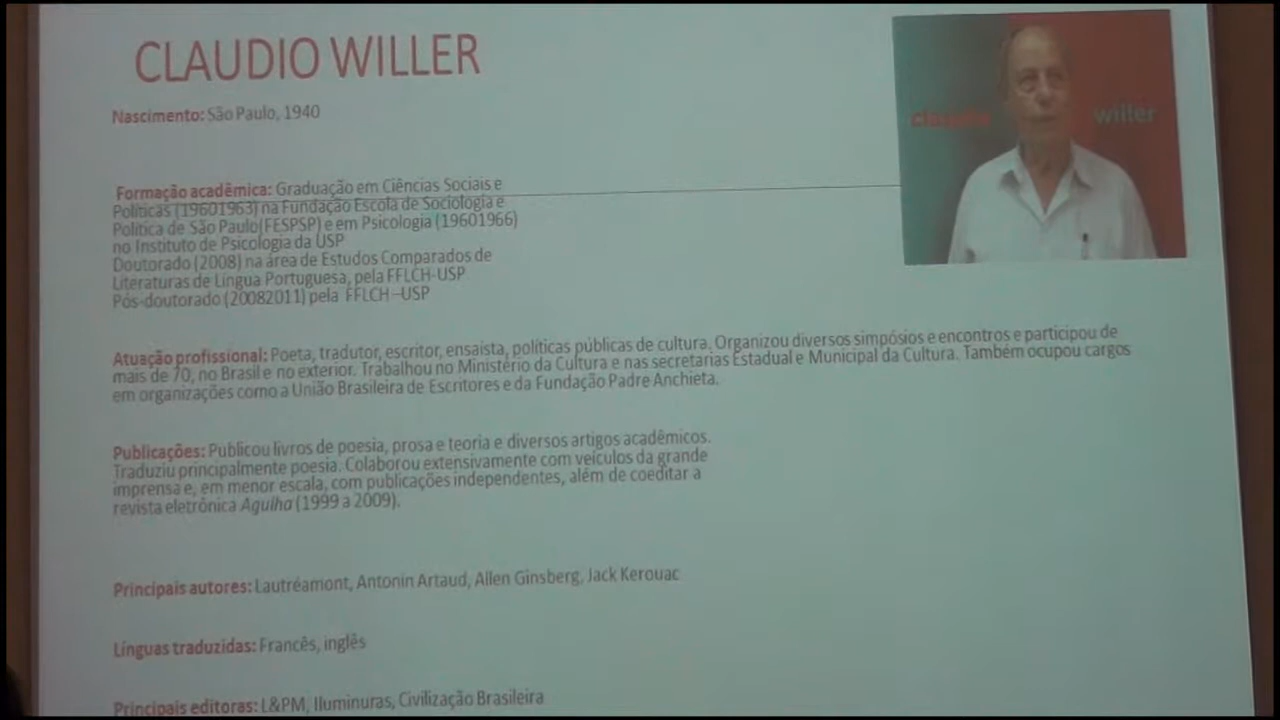 CLAUDIO WILLER
claudio willer
Nascimento: São Paulo, 1940
Formação acadêmica: Graduação em Ciências Sociais e
Políticas (19601963) na Fundação Escola de Sociologia e
Política de São Paulo(FESPSP) e em Psicologia (19601966)
no Instituto de Psicologia da USP
Doutorado (2008) na área de Estudos Comparados de
Literaturas de Língua Portuguesa, pela FFLCH-USP
Pós-doutorado (20082011) pela FFLCH –USP
Atuação profissional: Poeta, tradutor, escritor, ensaísta, políticas públicas de cultura. Organizou diversos simpósios e encontros e participou de
mais de 70, no Brasil e no exterior. Trabalhou no Ministério da Cultura e nas secretarias Estadual e Municipal da Cultura. Também ocupou cargos
em organizações como a União Brasileira de Escritores e da Fundação Padre Anchieta.
Publicações: Publicou livros de poesia, prosa e teoria e diversos artigos acadêmicos.
Traduziu principalmente poesia. Colaborou extensivamente com veículos da grande
imprensa e, em menor escala, com publicações independentes, além de coeditar a
revista eletrônica Agulha (1999 a 2009).
Principais autores: Lautréamont, Antonin Artaud, Allen Ginsberg, Jack Kerouac
Línguas traduzidas: Francês, inglês
Principais editoras: L&PM, Iluminuras, Civilização Brasileira